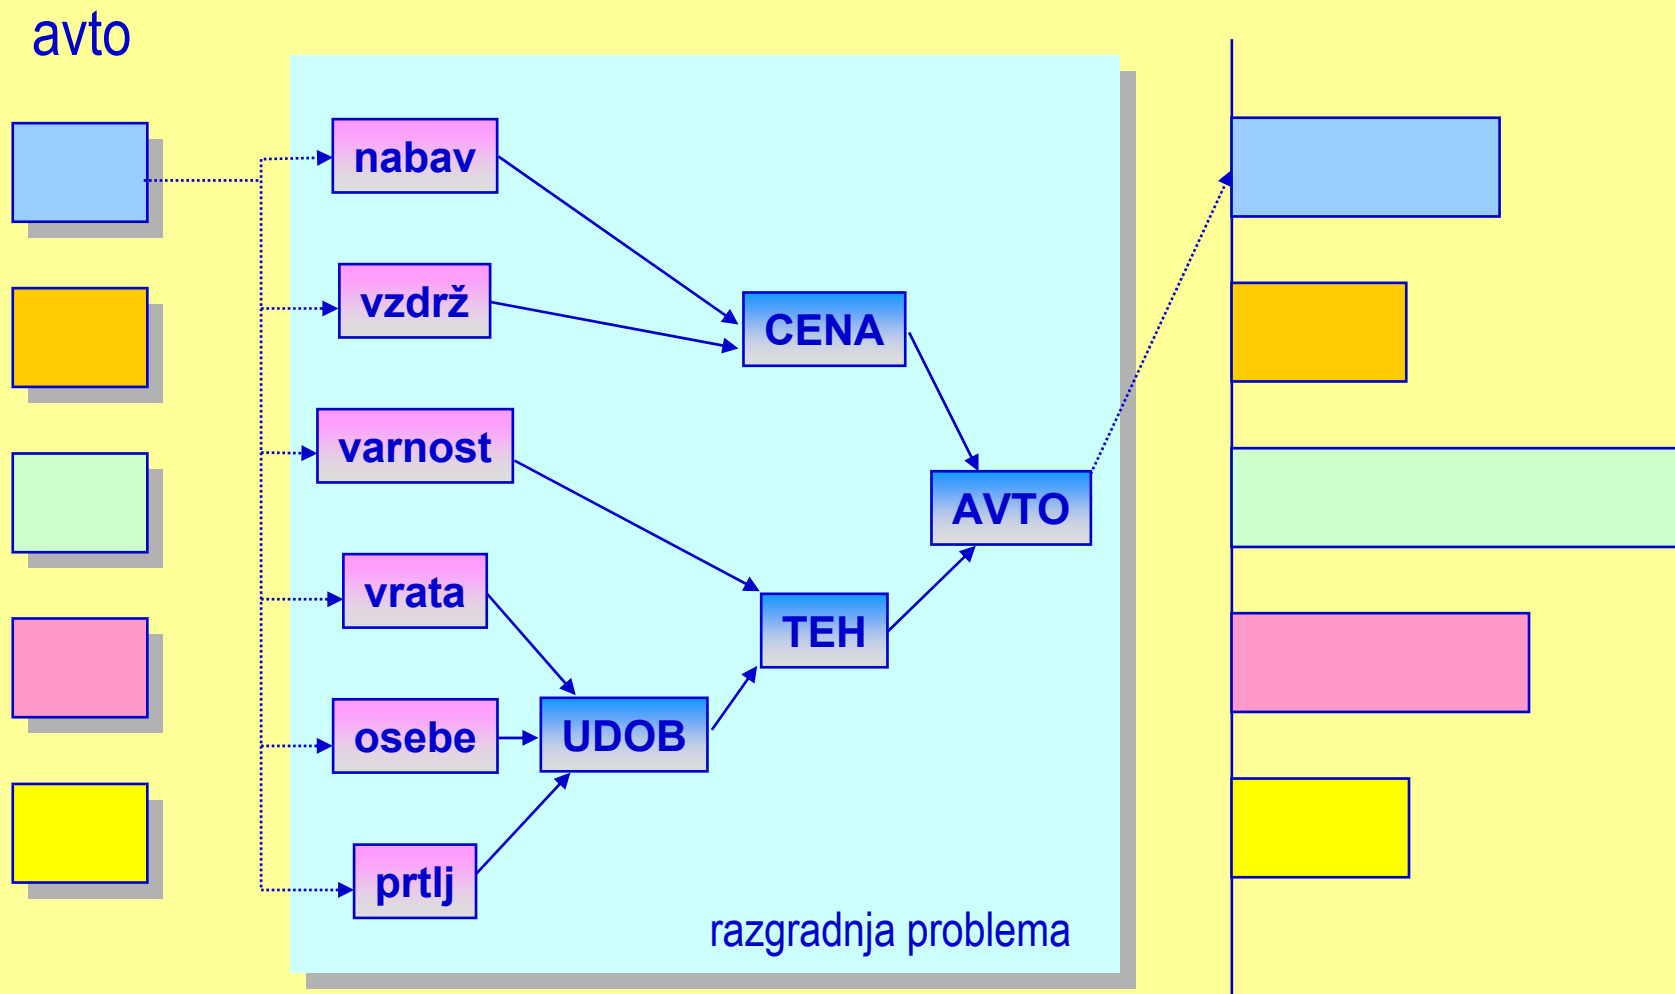 avto
nabav
vzdrž
CENA
varnost
AVTO
vrata
TEH
osebe
UDOB
prtlj
razgradnja problema